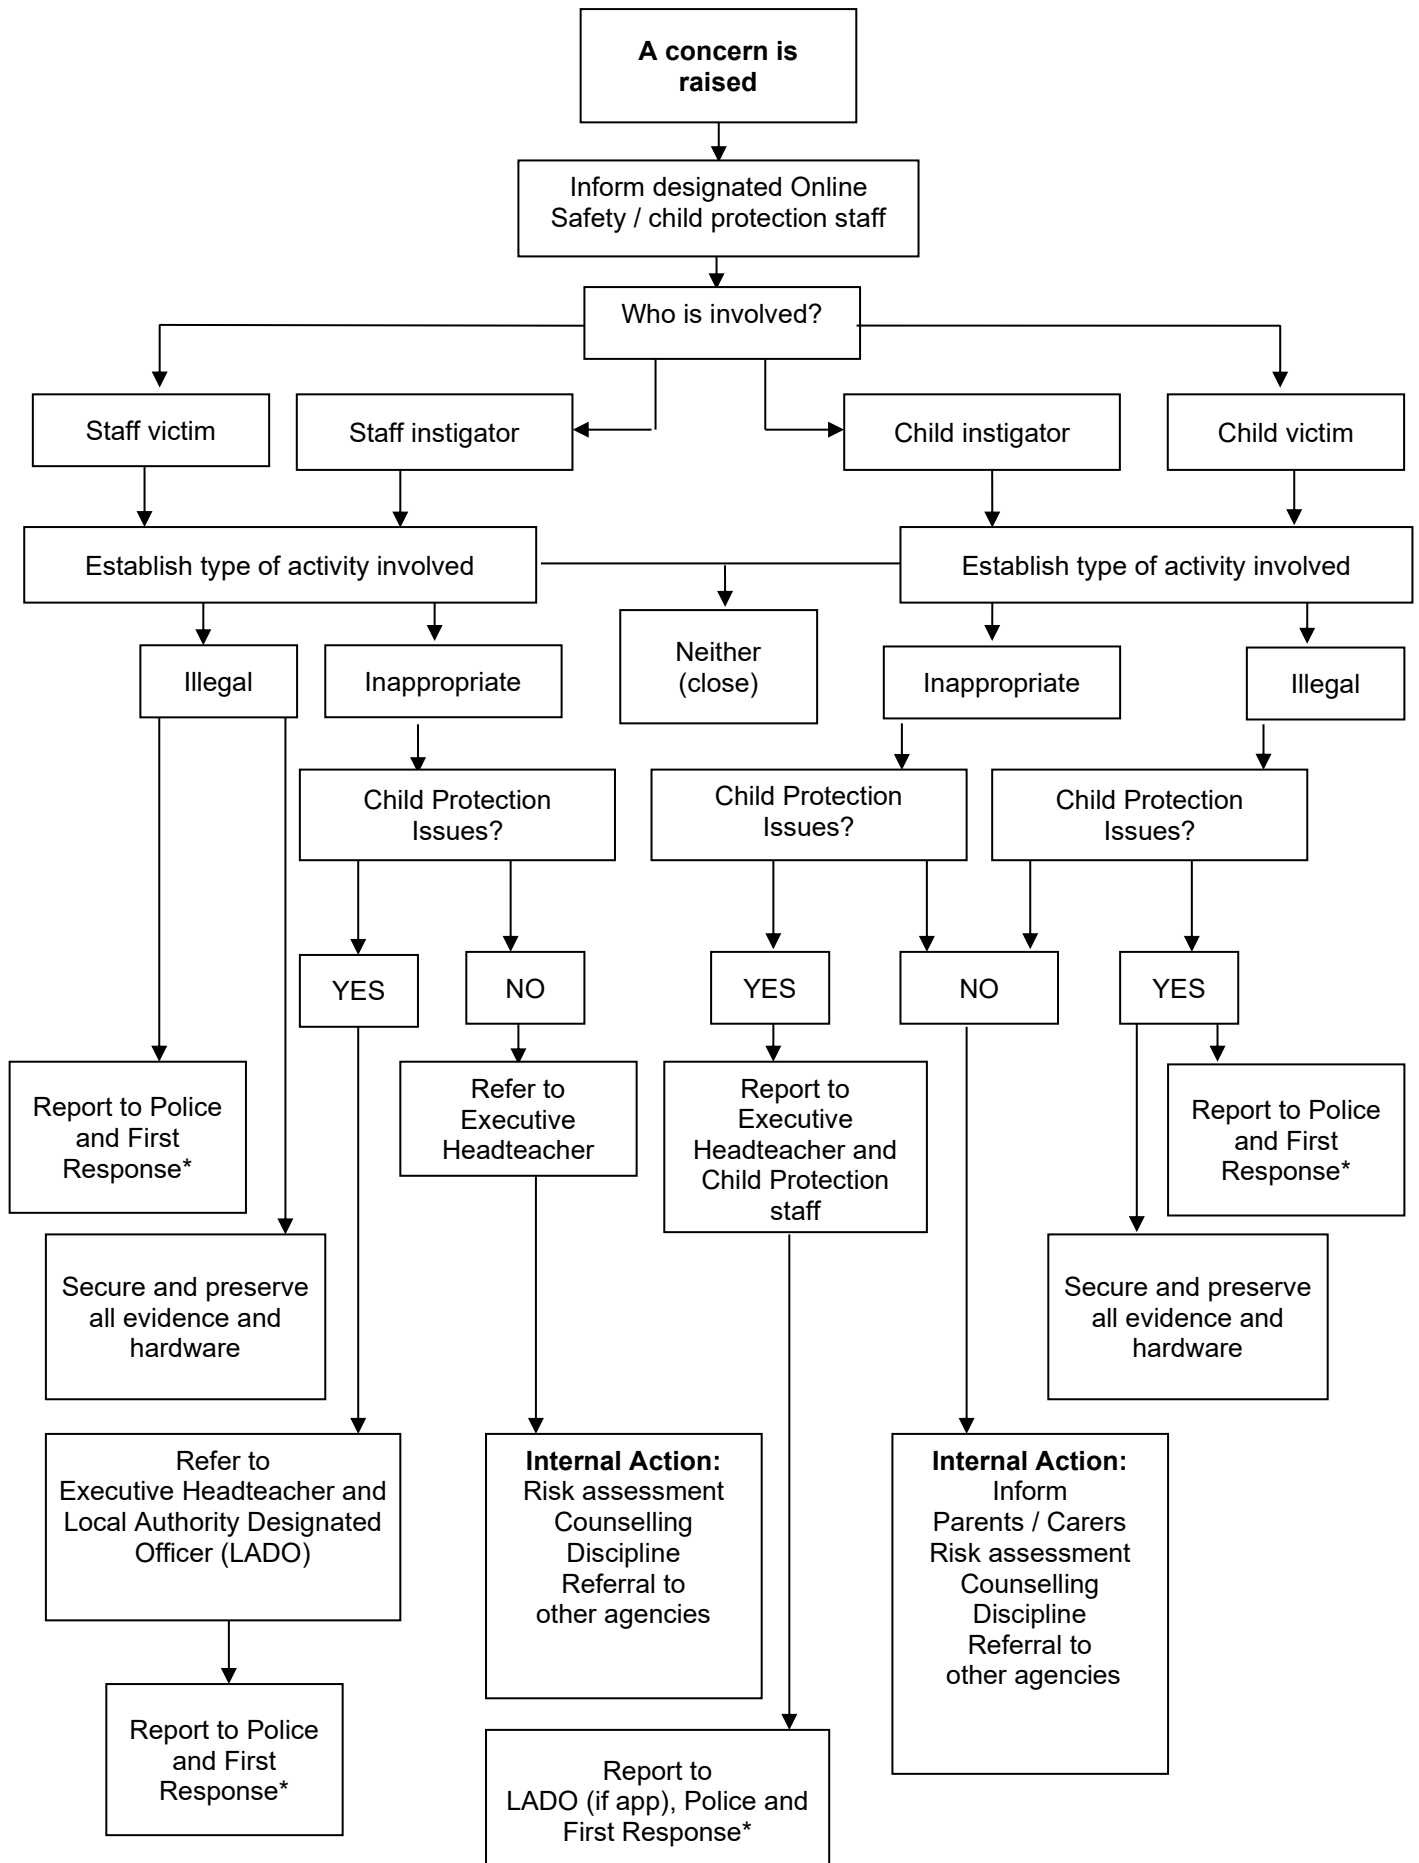 A concern is
raised
Inform designated Online
Safety / child protection staff
Who is involved?
Staff victim
Staff instigator
Child instigator
Child victim
Establish type of activity involved
Establish type of activity involved
Illegal
Inappropriate
Neither
(close)
Inappropriate
Illegal
Child Protection
Issues?
Child Protection
Issues?
Child Protection
Issues?
YES
NO
YES
NO
YES
Report to Police
and First
Response*
Refer to
Executive
Headteacher
Report to
Executive
Headteacher and
Child Protection
staff
Report to Police
and First
Response*
Secure and preserve
all evidence and
hardware
Secure and preserve
all evidence and
hardware
Refer to
Executive Headteacher and
Local Authority Designated
Officer (LADO)
Internal Action:
Risk assessment
Counselling
Discipline
Referral to
other agencies
Internal Action:
Inform
Parents / Carers
Risk assessment
Counselling
Discipline
Referral to
other agencies
Report to Police
and First
Response*
Report to
LADO (if app), Police and
First Response*